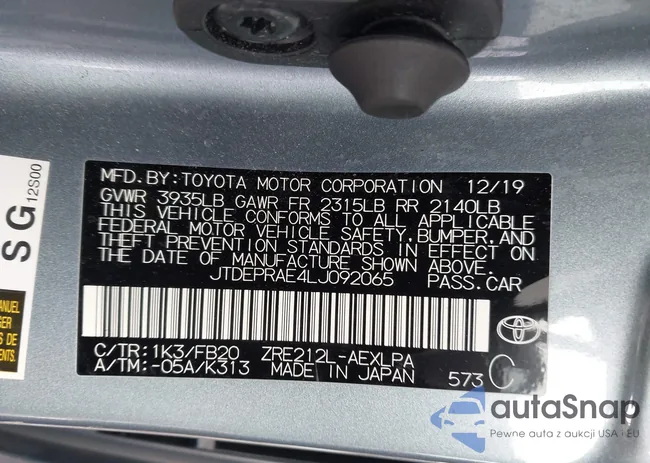 MFD.BY:TOYOTA MOTOR CORPORATION 12/19
GVWR 3935LB GAWR FR 2315LB RR 2140LB
THIS VEHICLE CONFORMS TO ALL APPLICABLE
FEDERAL MOTOR VEHICLE SAFETY, BUMPER, AND
THEFT PREVENTION STANDARDS IN EFFECT ON
THE DATE OF MANUFACTURE SHOWN ABOVE.
JTDEPRAE4LJ092065 PASS.CAR
C/TR:1K3/FB20 ZRE212L-AEXLPA
A/TM:-05A/K313 MADE IN JAPAN 573 C
SG 12S00
MANUEL
autaSnap
Pewne auta z aukcji USA i EU